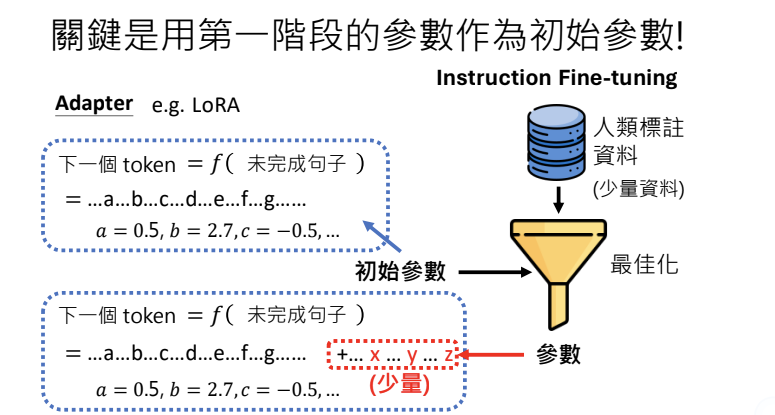 關鍵是用第一階段的參數作為初始參數!
Instruction Fine-tuning
Adapter e.g. LoRA
人類標註
資料
(少量資料)
下一個 token = f( 未完成句子 )
= …a…b…c…d…e…f…g……
a = 0.5, b = 2.7, c = −0.5, …
初始參數
最佳化
下一個 token = f( 未完成句子 )
= …a…b…c…d…e…f…g…… +… x … y … z
參數
(少量)
a = 0.5, b = 2.7, c = −0.5, …